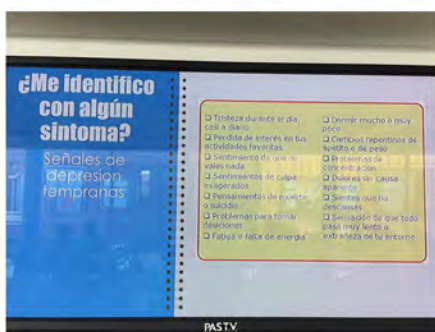 ¿Me identifico
con algún
sintoma?
Señales de
depresion
tempranas
❑ Tristeza durante el día,
casi a diario
❑ Pérdida de interés en tus
actividades favoritas
❑ Sentimiento de que no
vales nada
❑ Sentimientos de culpa
exagerados
❑ Pensamientos de muerte
o suicidio
❑ Problemas para tomar
desiciones
❑ Fatiga o falta de energía
❑ Dormir mucho o muy
poco
❑ Cambios repentinos de
apetito o de peso
❑ Problemas de
concentración
❑ Dolores sin causa
aparente
❑ Sientes que no
descansas
❑ Sensación de que todo
pasa muy lento o
extrañeza de tu entorno
PASTV